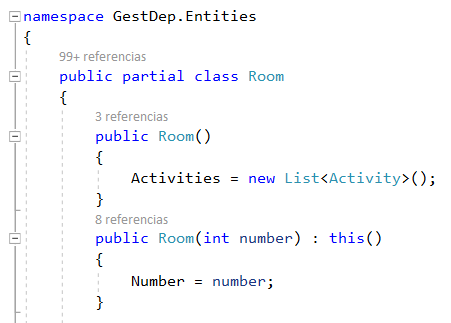 namespace GestDep.Entities
{
99+ referencias
public partial class Room
{
3 referencias
public Room()
{
Activities = new List<Activity>();
}
8 referencias
public Room(int number) : this()
{
Number = number;
}